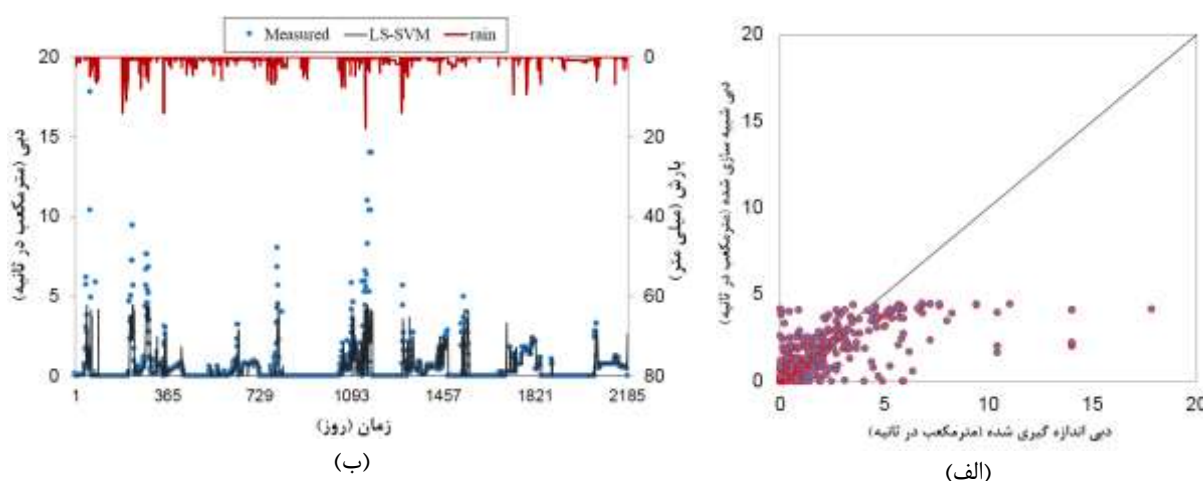 Measured LS-SVM rain
20
15
10
5
0
دبی (مترمکعب در ثانیه)
0
20
40
60
80
بارش (میلی متر)
1 365 729 1093 1457 1821 2185
زمان (روز)
(ب)
20
15
10
5
0
دبی شبیه سازی شده (مترمکعب در ثانیه)
0 5 10 15 20
دبی اندازه گیری شده (مترمکعب در ثانیه)
(الف)